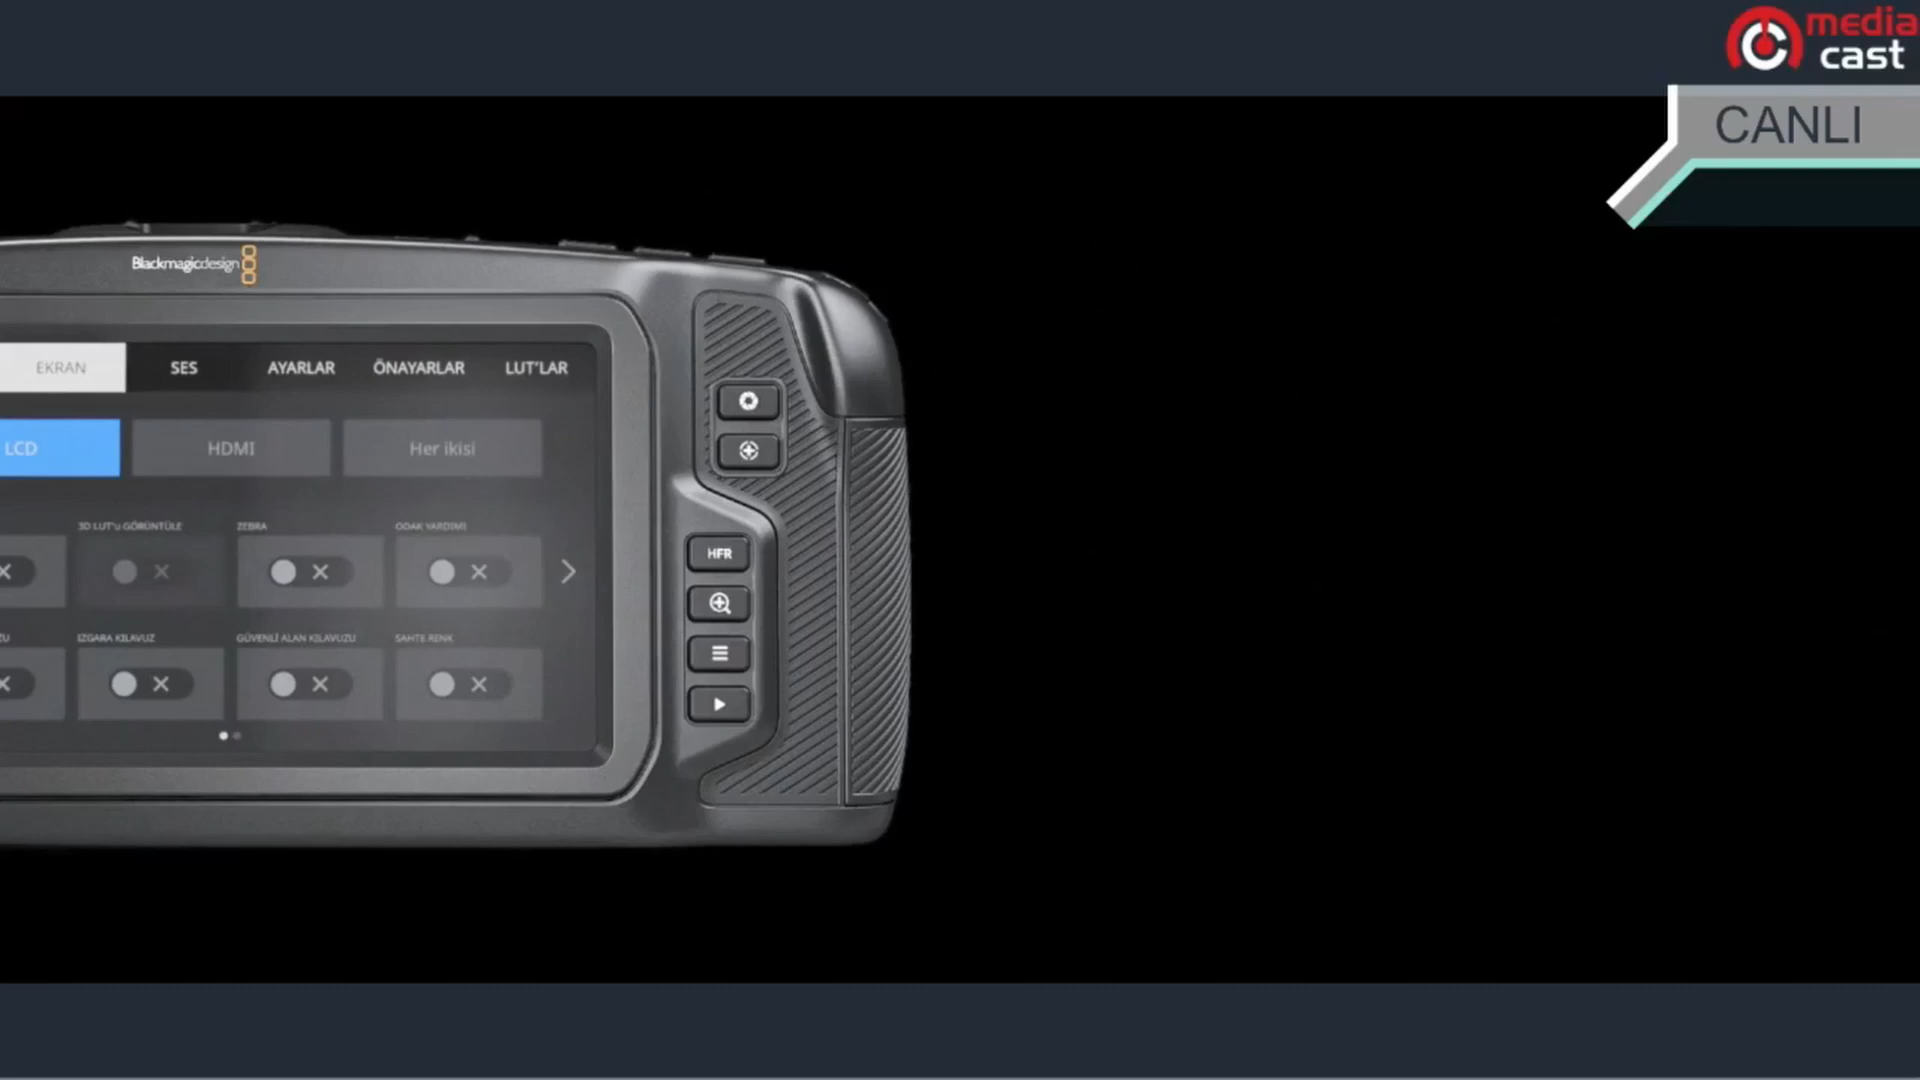 media
cast
CANLI
Blackmagicdesign
EKRAN SES AYARLAR ÖNAYARLAR LUT'LAR
LCD HDMI Her ikisi
3D LUT'u GÖRÜNTÜLE ZEBRA ODAK YARDIMI
HFR
ZU IZGARA KILAVUZ GÜVENLİ ALAN KILAVUZU SAHTE RENK